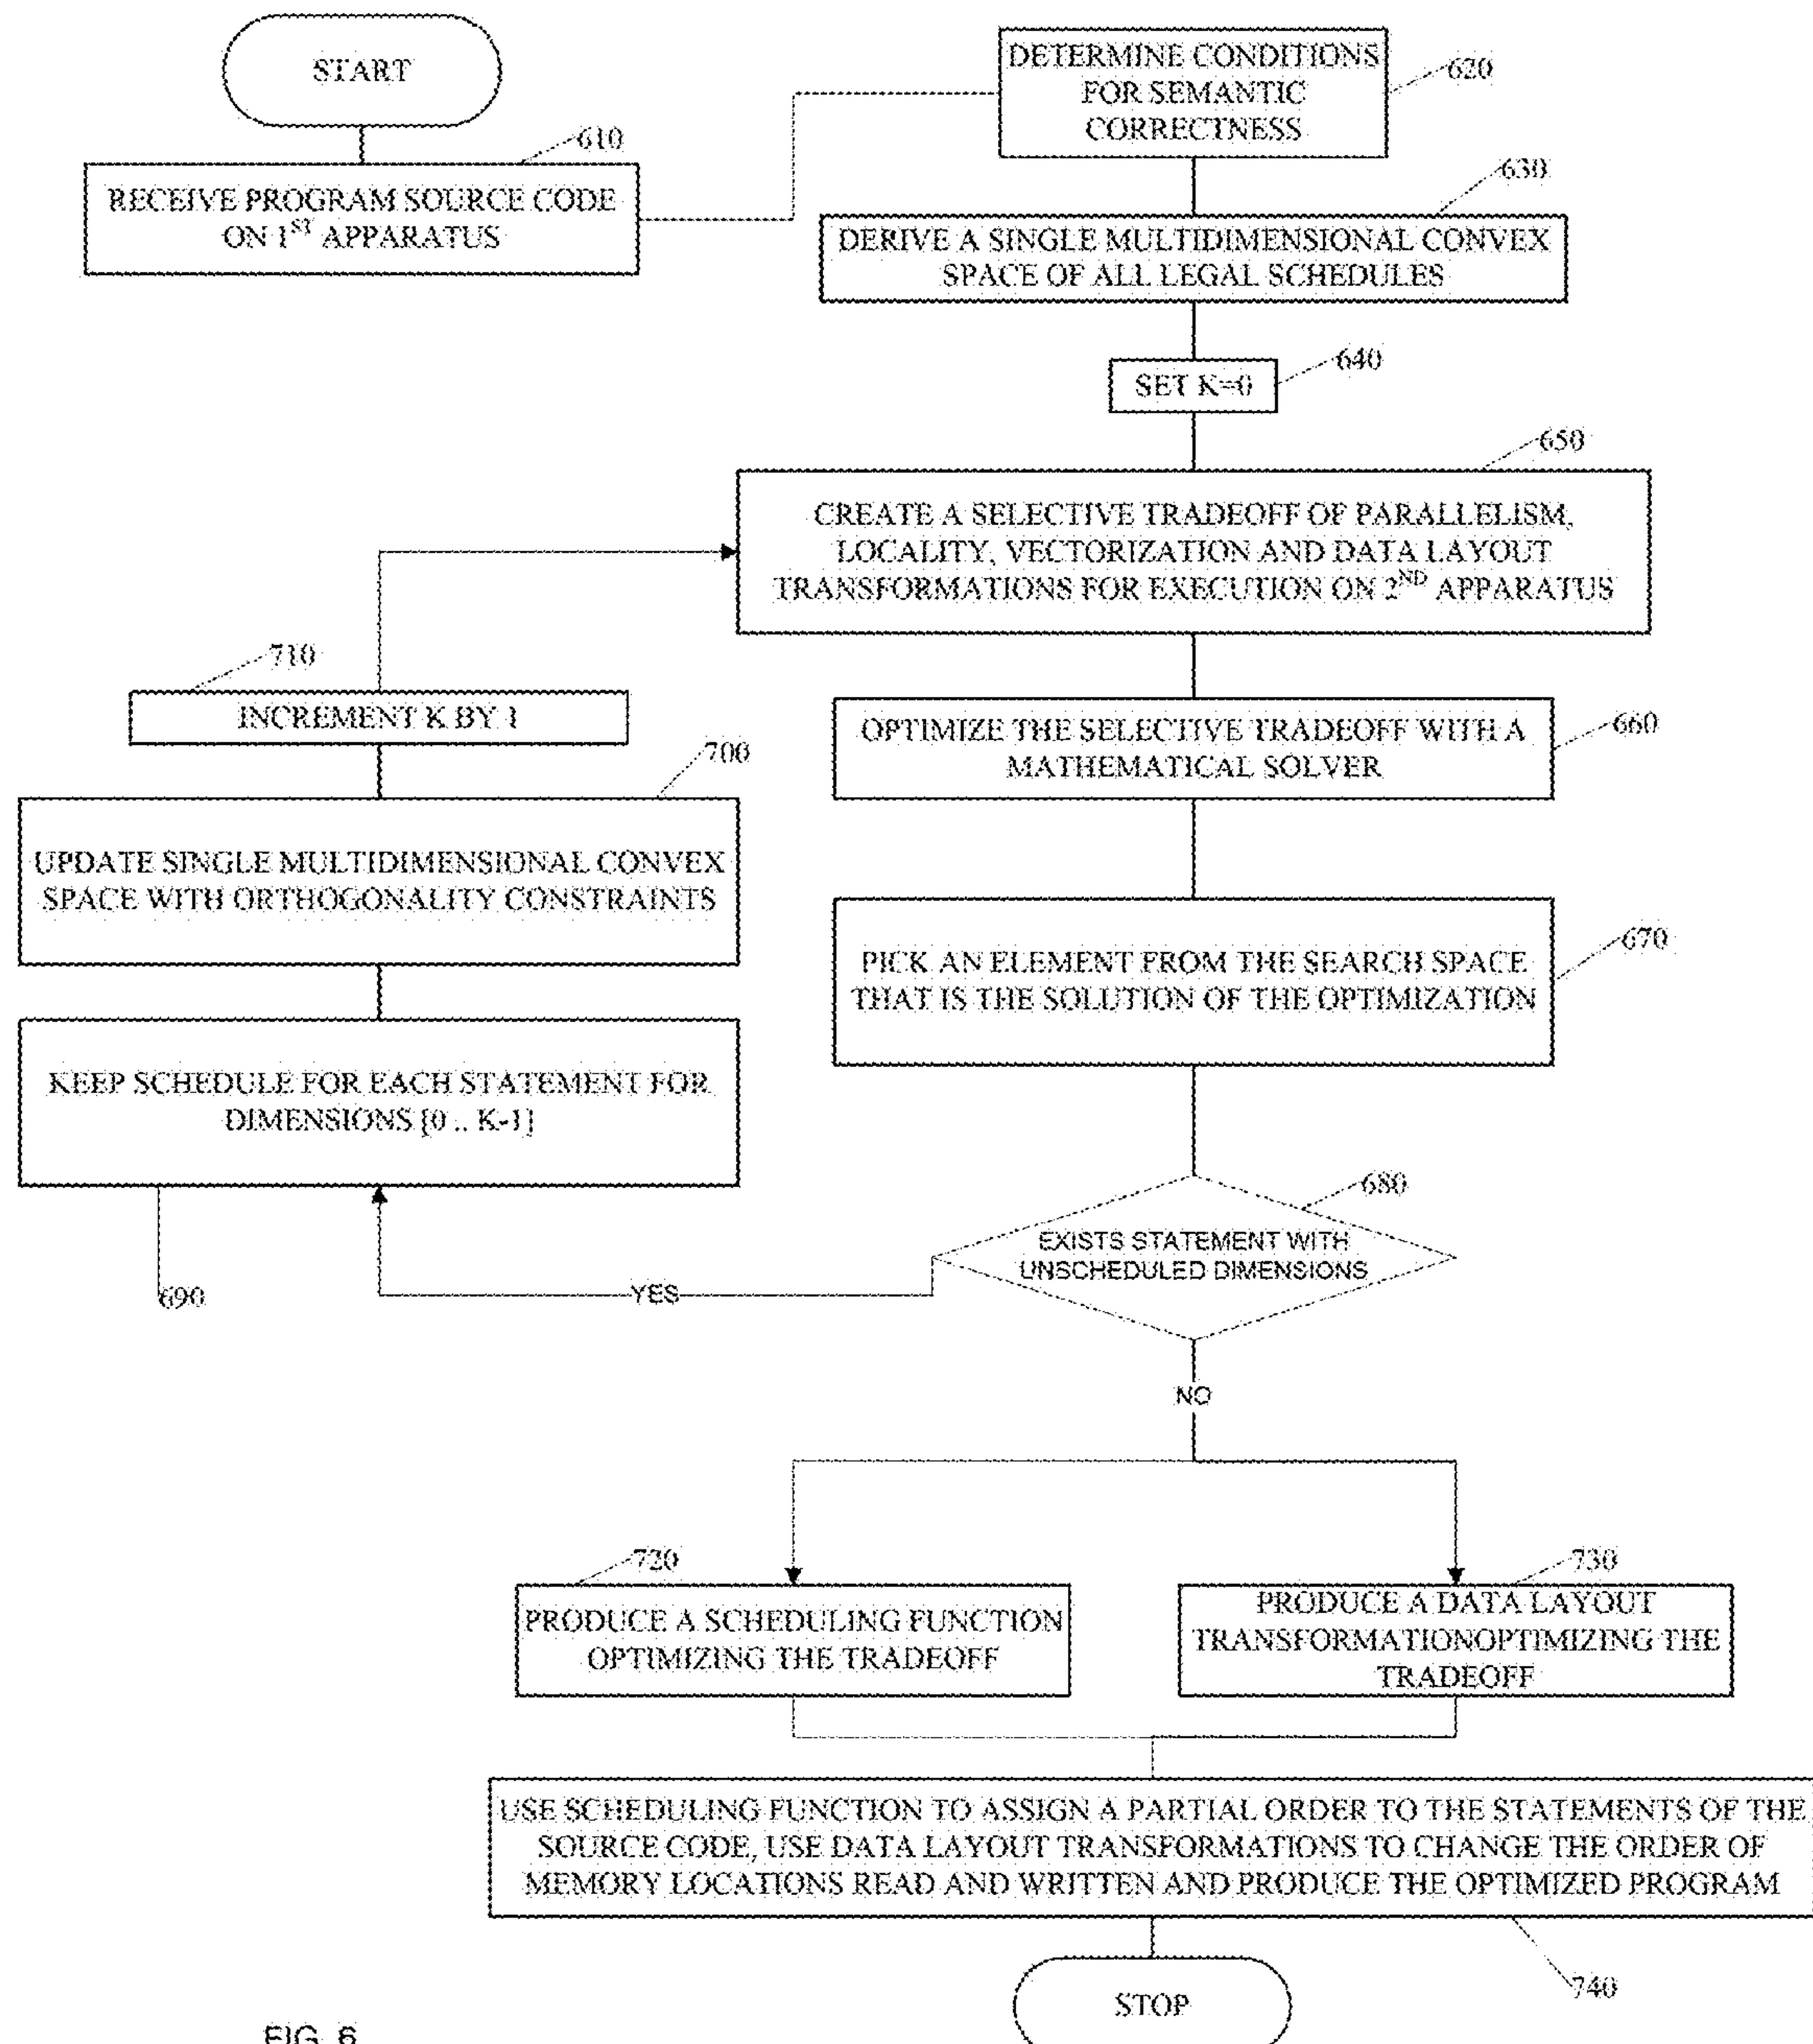 START
610
RECEIVE PROGRAM SOURCE CODE
ON 1ST APPARATUS
DETERMINE CONDITIONS
FOR SEMANTIC
CORRECTNESS
620
630
DERIVE A SINGLE MULTIDIMENSIONAL CONVEX
SPACE OF ALL LEGAL SCHEDULES
640
SET K=0
650
CREATE A SELECTIVE TRADEOFF OF PARALLELISM,
LOCALITY, VECTORIZATION AND DATA LAYOUT
TRANSFORMATIONS FOR EXECUTION ON 2ND APPARATUS
710
INCREMENT K BY 1
660
OPTIMIZE THE SELECTIVE TRADEOFF WITH A
MATHEMATICAL SOLVER
700
UPDATE SINGLE MULTIDIMENSIONAL CONVEX
SPACE WITH ORTHOGONALITY CONSTRAINTS
670
PICK AN ELEMENT FROM THE SEARCH SPACE
THAT IS THE SOLUTION OF THE OPTIMIZATION
KEEP SCHEDULE FOR EACH STATEMENT FOR
DIMENSIONS [0 .. K-1]
690
680
EXISTS STATEMENT WITH
UNSCHEDULED DIMENSIONS
YES
NO
720
PRODUCE A SCHEDULING FUNCTION
OPTIMIZING THE TRADEOFF
730
PRODUCE A DATA LAYOUT
TRANSFORMATIONOPTIMIZING THE
TRADEOFF
USE SCHEDULING FUNCTION TO ASSIGN A PARTIAL ORDER TO THE STATEMENTS OF THE
SOURCE CODE, USE DATA LAYOUT TRANSFORMATIONS TO CHANGE THE ORDER OF
MEMORY LOCATIONS READ AND WRITTEN AND PRODUCE THE OPTIMIZED PROGRAM
740
STOP
FIG. 6